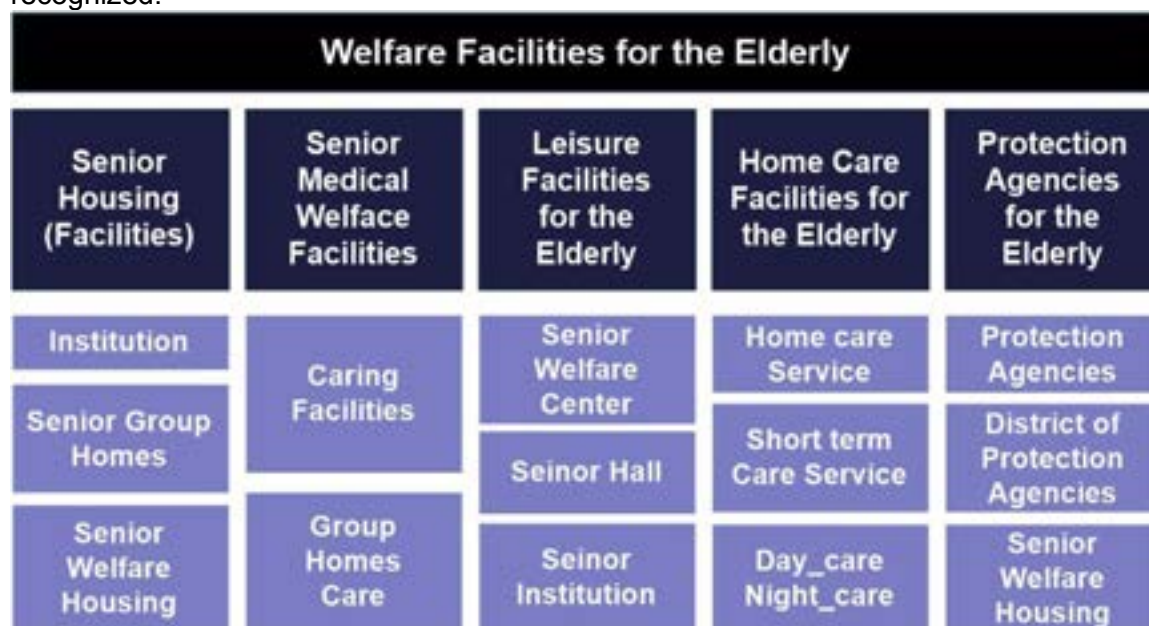 recognized.
Welfare Facilities for the Elderly
Senior
Housing
(Facilities)
Senior
Medical
Welface
Facilities
Leisure
Facilities
for the
Elderly
Home Care
Facilities for
the Elderly
Protection
Agencies
for the
Elderly
Institution
Senior Group
Homes
Senior
Welfare
Housing
Caring
Facilities
Group
Homes
Care
Senior
Welfare
Center
Seinor Hall
Seinor
Institution
Home care
Service
Short term
Care Service
Day_care
Night_care
Protection
Agencies
District of
Protection
Agencies
Senior
Welfare
Housing